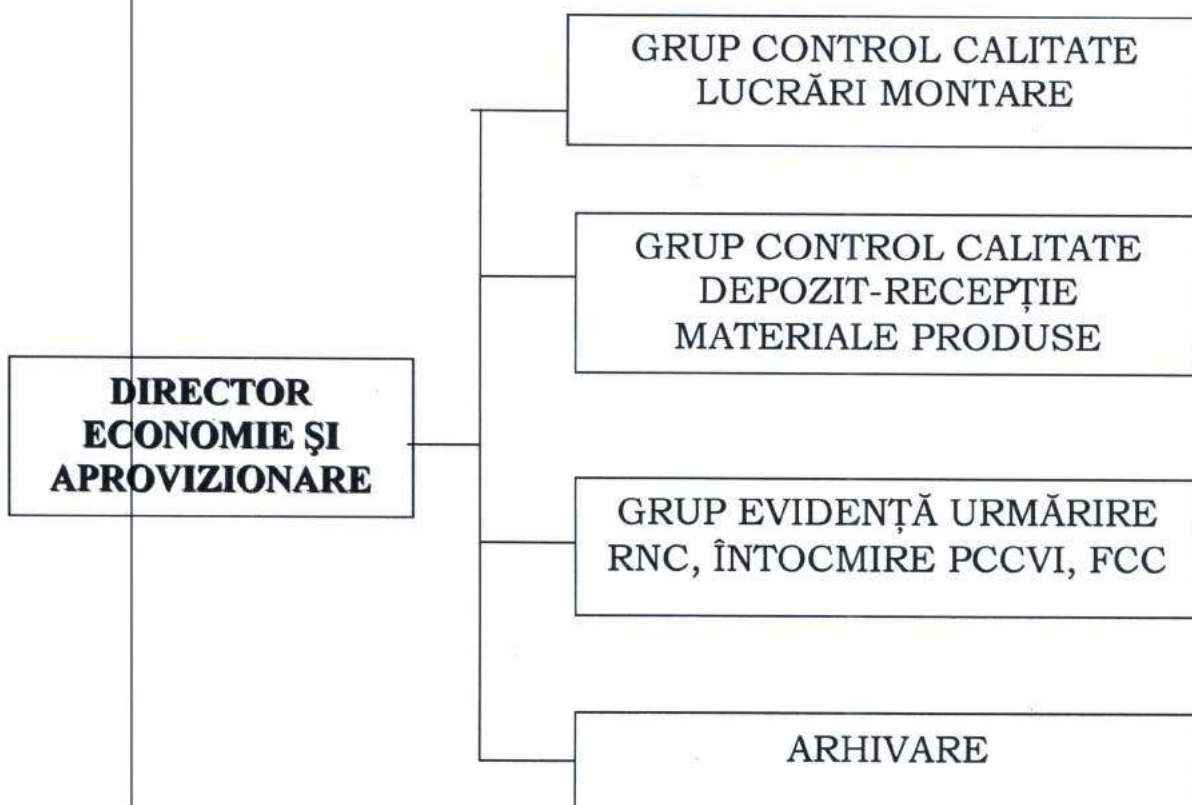 GRUP CONTROL CALITATE
LUCRĂRI MONTARE
GRUP CONTROL CALITATE
DEPOZIT-RECEPȚIE
MATERIALE PRODUSE
DIRECTOR
ECONOMIE ȘI
APROVIZIONARE
GRUP EVIDENȚĂ URMĂRIRE
RNC, ÎNTOCMIRE PCCVI, FCC
ARHIVARE